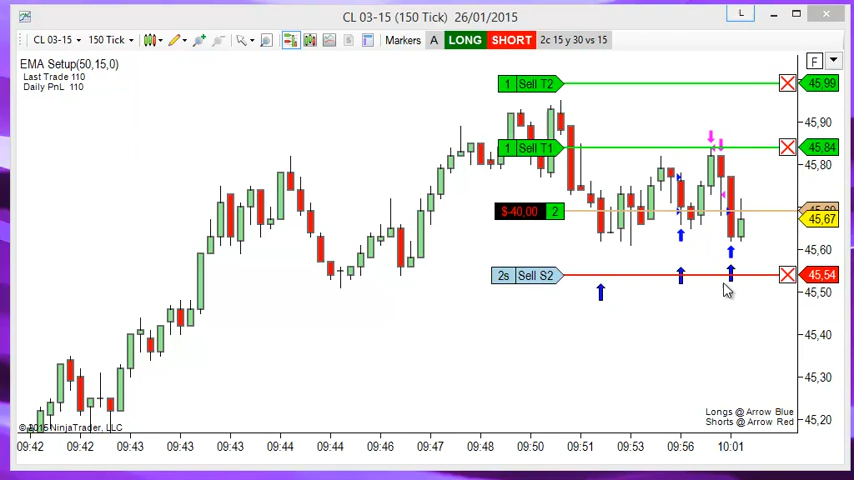 CL 03-15 (150 Tick) 26/01/2015
L
CL 03-15 150 Tick Markers A LONG SHORT 2c 15 y 30 vs 15
EMA Setup(50,15,0)
F
Last Trade 110
Daily PnL 110
1 Sell T2
45,99
45,90
1 Sell T1
45,84
45,80
$-40,00 2
45,67
45,60
2s Sell S2
45,54
45,50
45,40
45,30
Longs @ Arrow Blue
45,20
Shorts @ Arrow Red
© 2015 NinjaTrader, LLC
09:42 09:42 09:43 09:43 09:43 09:44 09:46 09:46 09:47 09:48 09:50 09:51 09:53 09:56 10:01